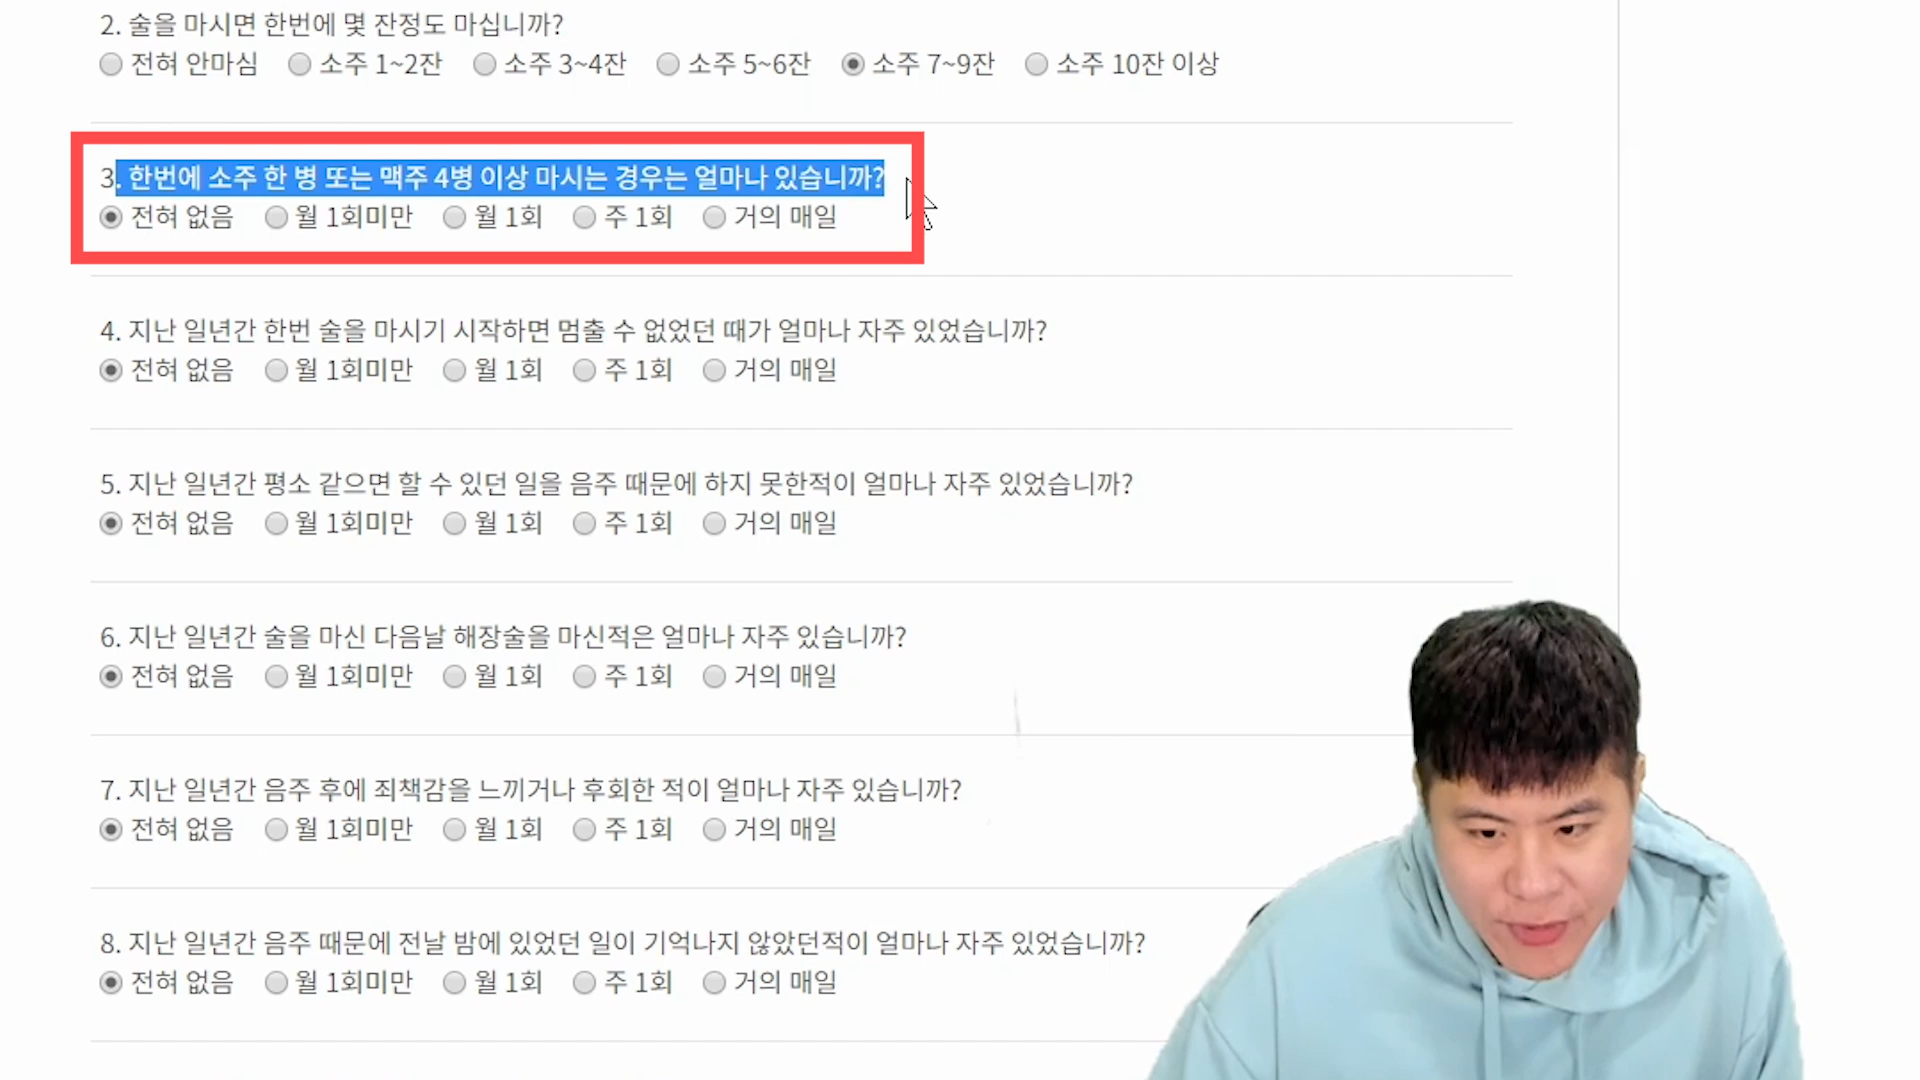 2. 술을 마시면 한번에 몇 잔정도 마십니까?
전혀 안마심 소주 1~2잔 소주 3~4잔 소주 5~6잔 소주 7~9잔 소주 10잔 이상
3. 한번에 소주 한 병 또는 맥주 4병 이상 마시는 경우는 얼마나 있습니까?
전혀 없음 월 1회미만 월 1회 주 1회 거의 매일
4. 지난 일년간 한번 술을 마시기 시작하면 멈출 수 없었던 때가 얼마나 자주 있었습니까?
전혀 없음 월 1회미만 월 1회 주 1회 거의 매일
5. 지난 일년간 평소 같으면 할 수 있던 일을 음주 때문에 하지 못한적이 얼마나 자주 있었습니까?
전혀 없음 월 1회미만 월 1회 주 1회 거의 매일
6. 지난 일년간 술을 마신 다음날 해장술을 마신적은 얼마나 자주 있습니까?
전혀 없음 월 1회미만 월 1회 주 1회 거의 매일
7. 지난 일년간 음주 후에 죄책감을 느끼거나 후회한 적이 얼마나 자주 있습니까?
전혀 없음 월 1회미만 월 1회 주 1회 거의 매일
8. 지난 일년간 음주 때문에 전날 밤에 있었던 일이 기억나지 않았던적이 얼마나 자주 있었습니까?
전혀 없음 월 1회미만 월 1회 주 1회 거의 매일